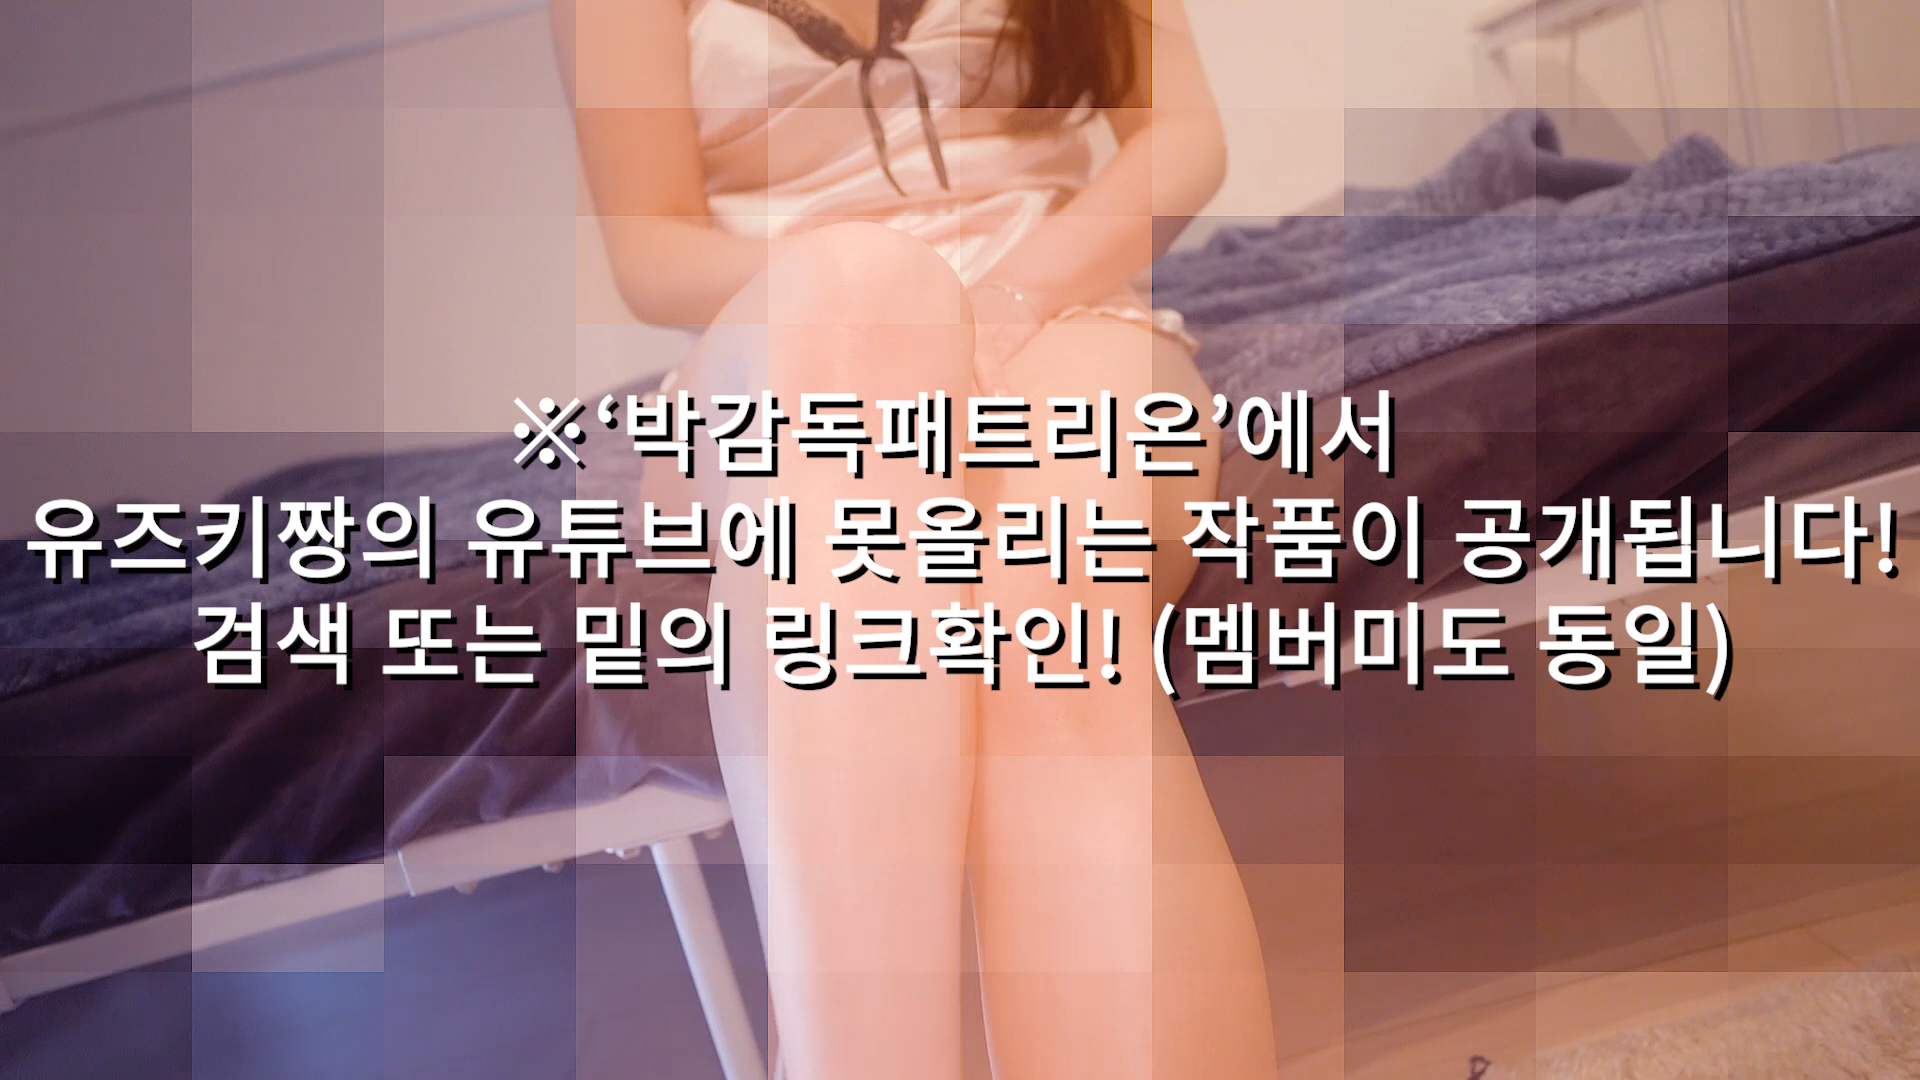 ※‘박감독패트리온’에서
유즈키짱의 유튜브에 못올리는 작품이 공개됩니다!
검색 또는 밑의 링크확인! (멤버미도 동일)